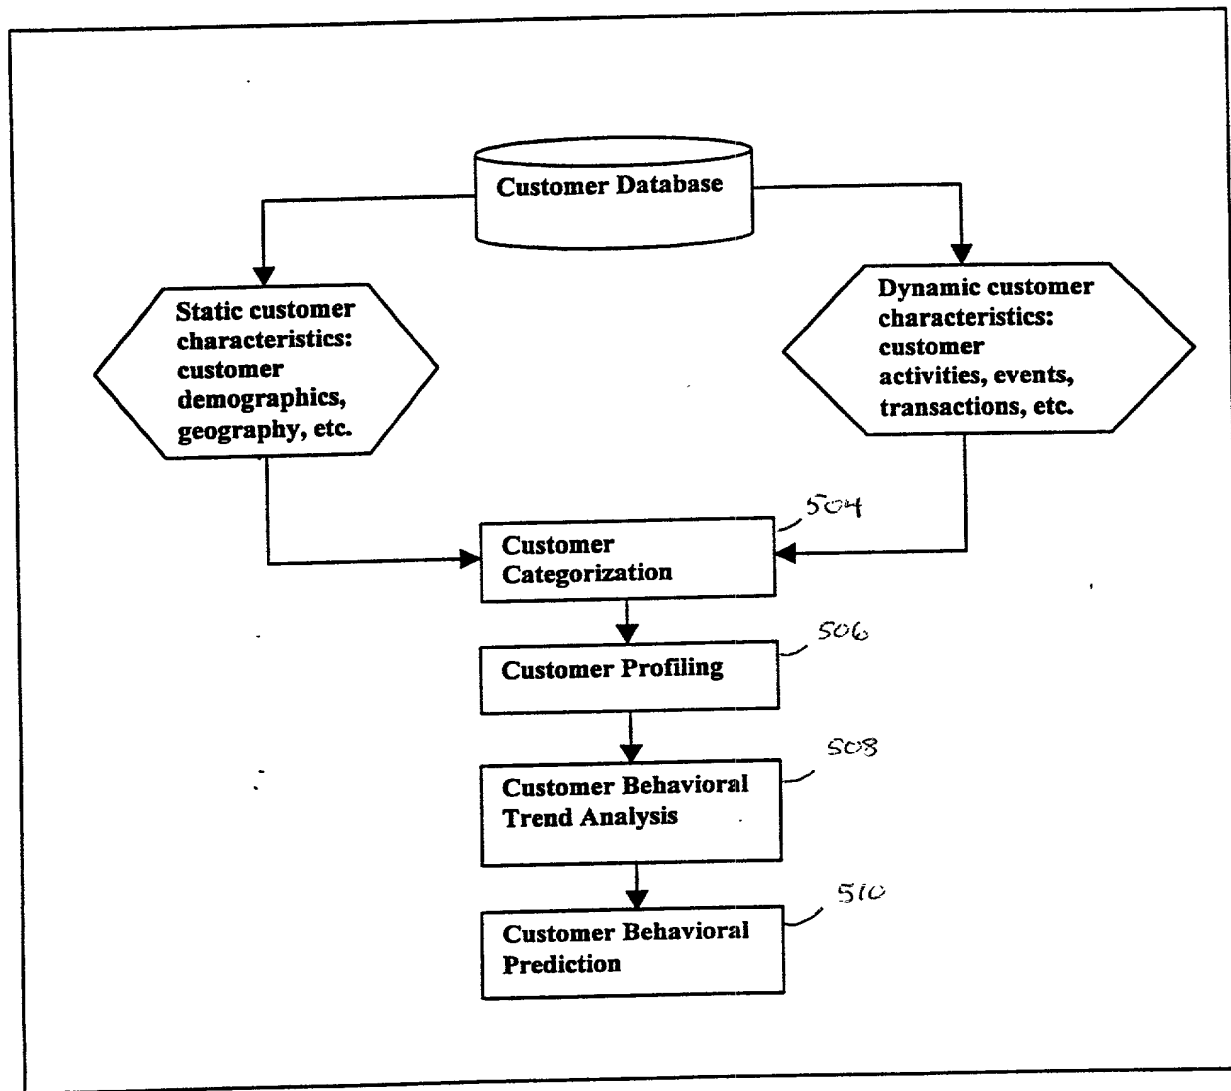 Customer Database
Static customer
characteristics:
customer
demographics,
geography, etc.
Dynamic customer
characteristics:
customer
activities, events,
transactions, etc.
504
Customer
Categorization
506
Customer Profiling
508
Customer Behavioral
Trend Analysis
510
Customer Behavioral
Prediction